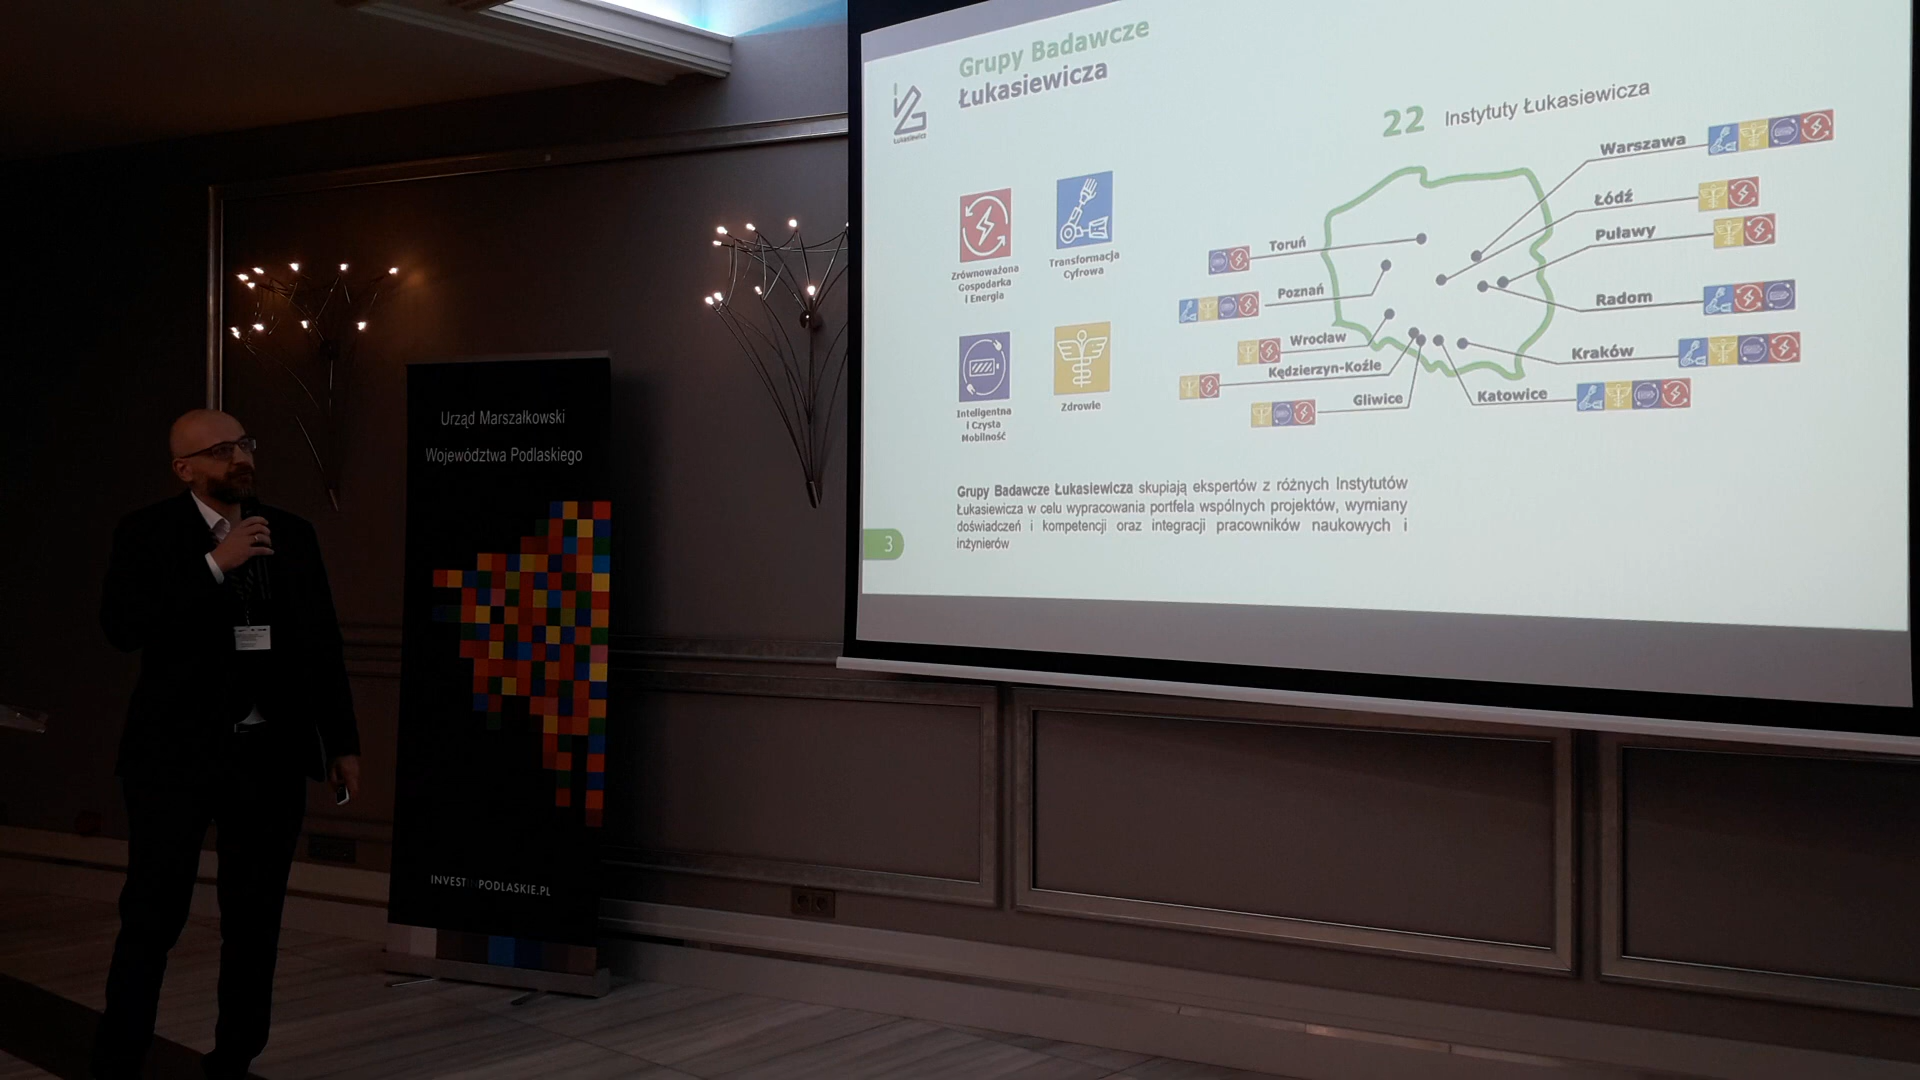 Grupy Badawcze
Łukasiewicza
Łukasiewicz
22 Instytuty Łukasiewicza
Warszawa
Łódź
Puławy
Radom
Kraków
Katowice
Toruń
Poznań
Wrocław
Kędzierzyn-Koźle
Gliwice
Zrównoważona
Gospodarka
i Energia
Transformacja
Cyfrowa
Inteligentna
i Czysta
Mobilność
Zdrowie
Grupy Badawcze Łukasiewicza skupiają ekspertów z różnych Instytutów
Łukasiewicza w celu wypracowania portfela wspólnych projektów, wymiany
doświadczeń i kompetencji oraz integracji pracowników naukowych i
inżynierów
3
Urząd Marszałkowski
Województwa Podlaskiego
INVESTINPODLASKIE.PL